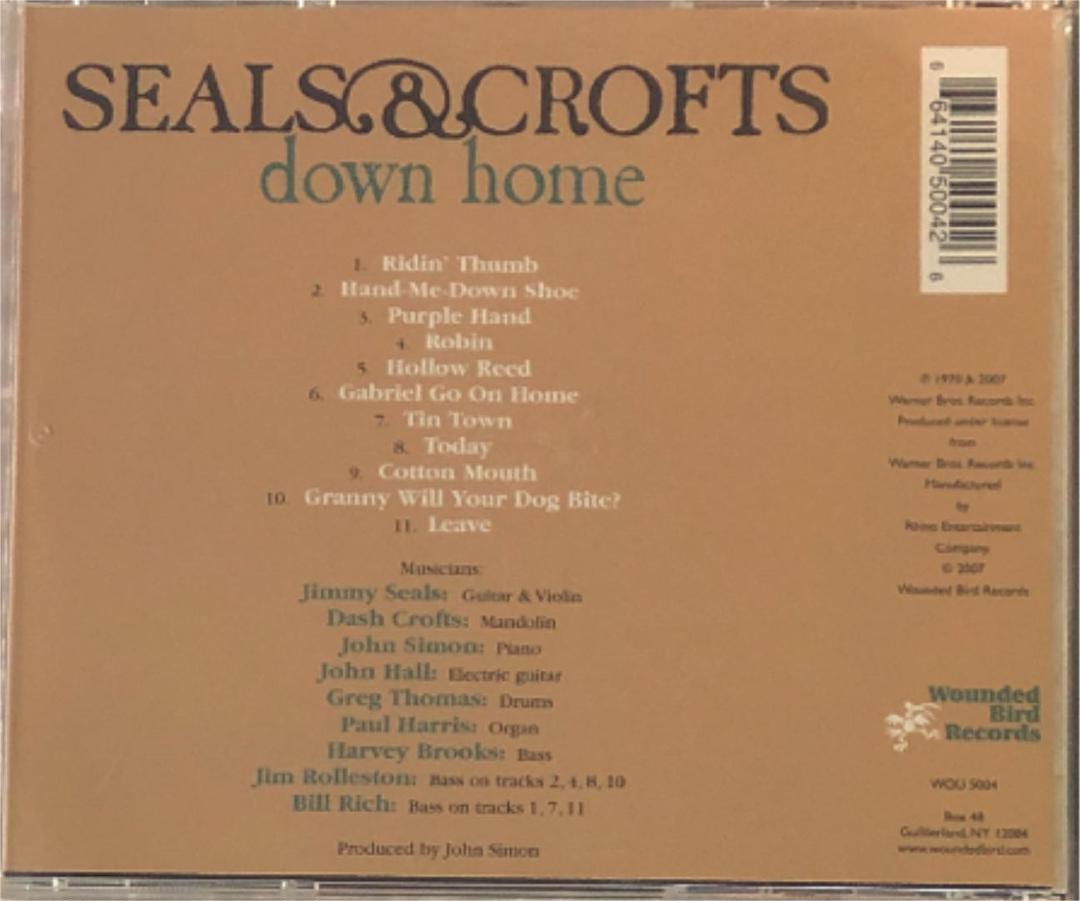 SEALS & CROFTS
down home
1. Ridin' Thumb
2. Hand-Me-Down Shoe
3. Purple Hand
4. Robin
5. Hollow Reed
6. Gabriel Go On Home
7. Tin Town
8. Today
9. Cotton Mouth
10. Granny Will Your Dog Bite?
11. Leave
Musicians:
Jimmy Seals: Guitar & Violin
Dash Crofts: Mandolin
John Simon: Piano
John Hall: Electric guitar
Greg Thomas: Drums
Paul Harris: Organ
Harvey Brooks: Bass
Jim Rolleston: Bass on tracks 2, 4, 8, 10
Bill Rich: Bass on tracks 1, 7, 11
Produced by John Simon
6 64140 50042 6
℗ 1970 & 2007
Warner Bros. Records Inc.
Produced under license
from
Warner Bros. Records Inc.
Manufactured
by
Rhino Entertainment
Company
© 2007
Wounded Bird Records
Wounded
Bird
Records
WOU 5004
Box 48
Guilderland, NY 12084
www.woundedbird.com